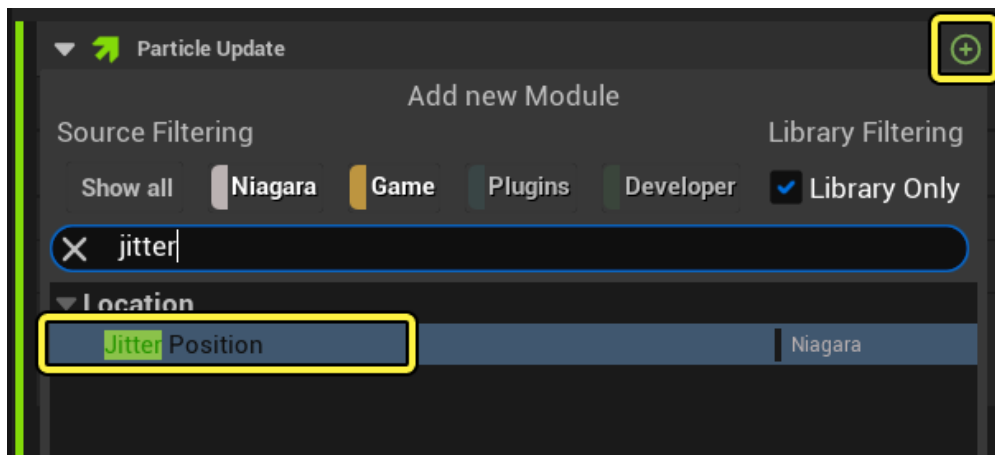 Particle Update
Add new Module
Source Filtering Library Filtering
Show all Niagara Game Plugins Developer Library Only
jitter
Location
Jitter Position Niagara